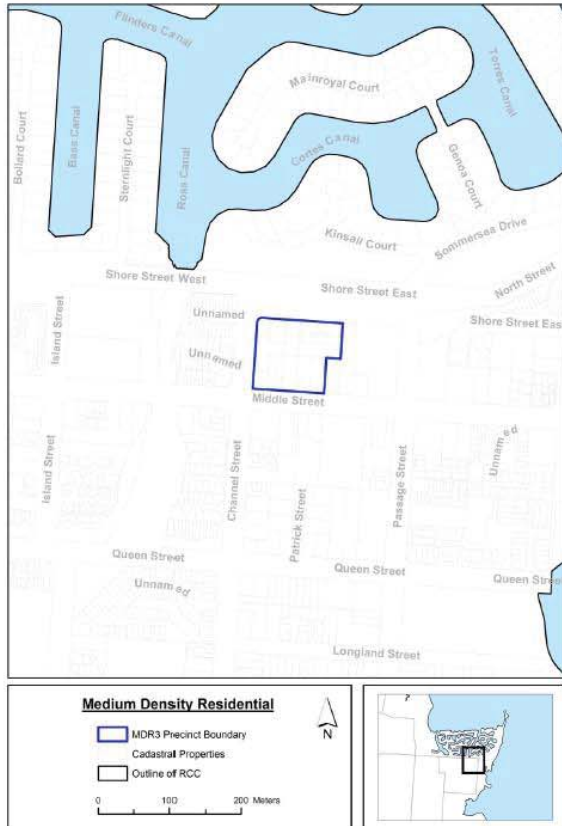 Flinders Canal
Mainroyal Court
Torres Canal
Bollard Court
Bass Canal
Sternlight Court
Ross Canal
Cortes Canal
Genoa Court
Kinsail Court
Sommersea Drive
North Street
Shore Street West
Shore Street East
Shore Street Eas
Island Street
Unnamed
Unnamed
Middle Street
Island Street
Channel Street
Patrick Street
Passage Street
Unnamed
Queen Street
Queen Street
Queen Stree
Unnamed
Longland Street
Medium Density Residential
MDR3 Precinct Boundary
Cadastral Properties
Outline of RCC
N
0 100 200 Meters